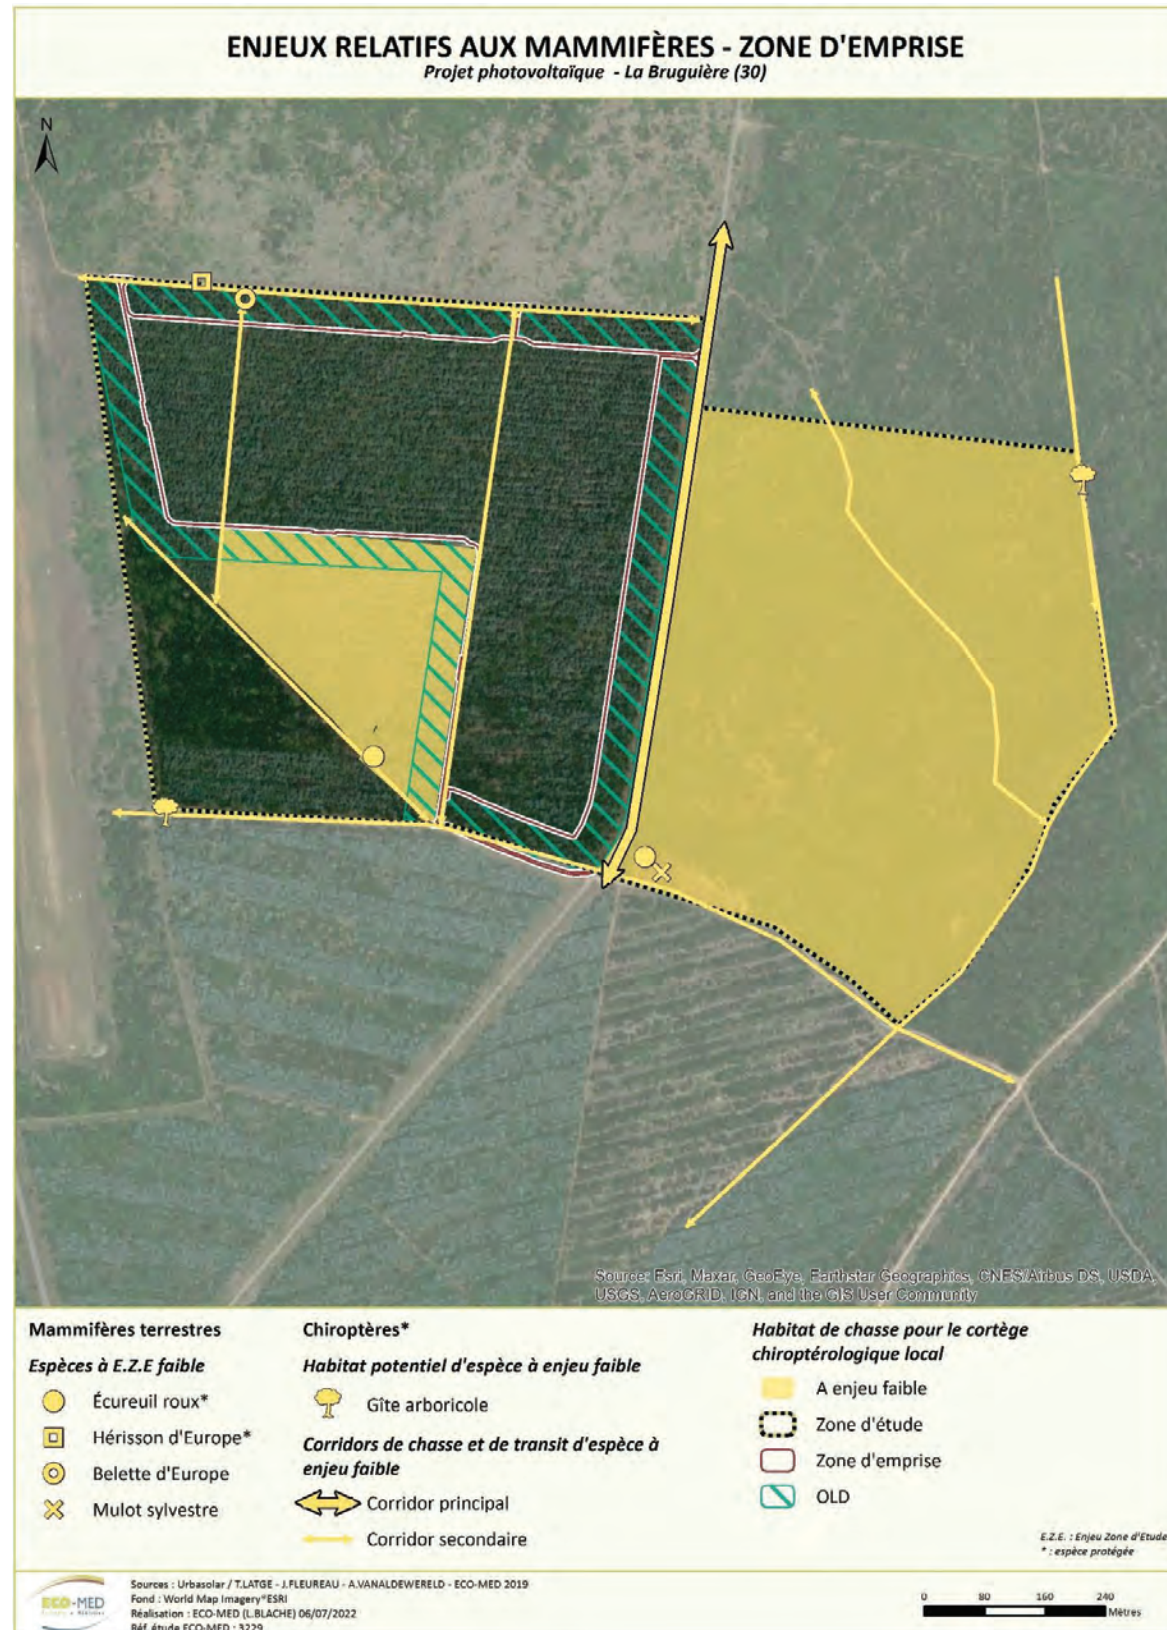 ENJEUX RELATIFS AUX MAMMIFÈRES - ZONE D'EMPRISE
Projet photovoltaïque - La Bruguière (30)
N
Source: Esri, Maxar, GeoEye, Earthstar Geographics, CNES/Airbus DS, USDA,
USGS, AeroGRID, IGN, and the GIS User Community
Mammifères terrestres
Espèces à E.Z.E faible
Écureuil roux*
Hérisson d'Europe*
Belette d'Europe
Mulot sylvestre
Chiroptères*
Habitat potentiel d'espèce à enjeu faible
Gîte arboricole
Corridors de chasse et de transit d'espèce à
enjeu faible
Corridor principal
Corridor secondaire
Habitat de chasse pour le cortège
chiroptérologique local
A enjeu faible
Zone d'étude
Zone d'emprise
OLD
E.Z.E. : Enjeu Zone d'Etude
* : espèce protégée
ECO-MED
Sources : Urbasolar / T.LATGE - J.FLEUREAU - A.VANALDEWERELD - ECO-MED 2019
Fond : World Map Imagery®ESRI
Réalisation : ECO-MED (L.BLACHE) 06/07/2022
Réf. étude ECO-MED : 3229
0 80 160 240
Mètres